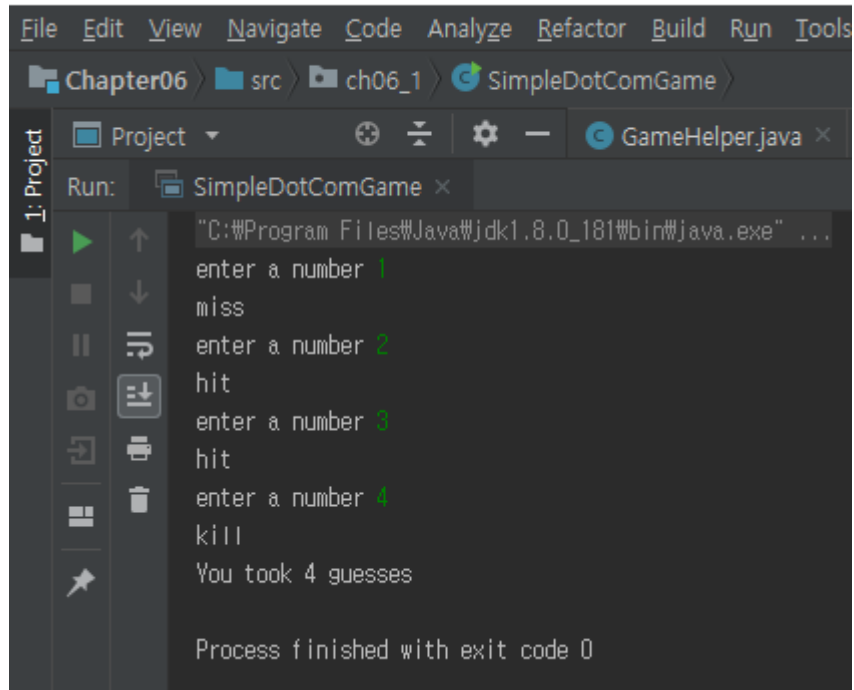 File Edit View Navigate Code Analyze Refactor Build Run Tools
Chapter06 src ch06_1 SimpleDotComGame
1: Project
Project GameHelper.java
Run: SimpleDotComGame
"C:₩Program Files₩Java₩jdk1.8.0_181₩bin₩java.exe" ...
enter a number 1
miss
enter a number 2
hit
enter a number 3
hit
enter a number 4
kill
You took 4 guesses
Process finished with exit code 0